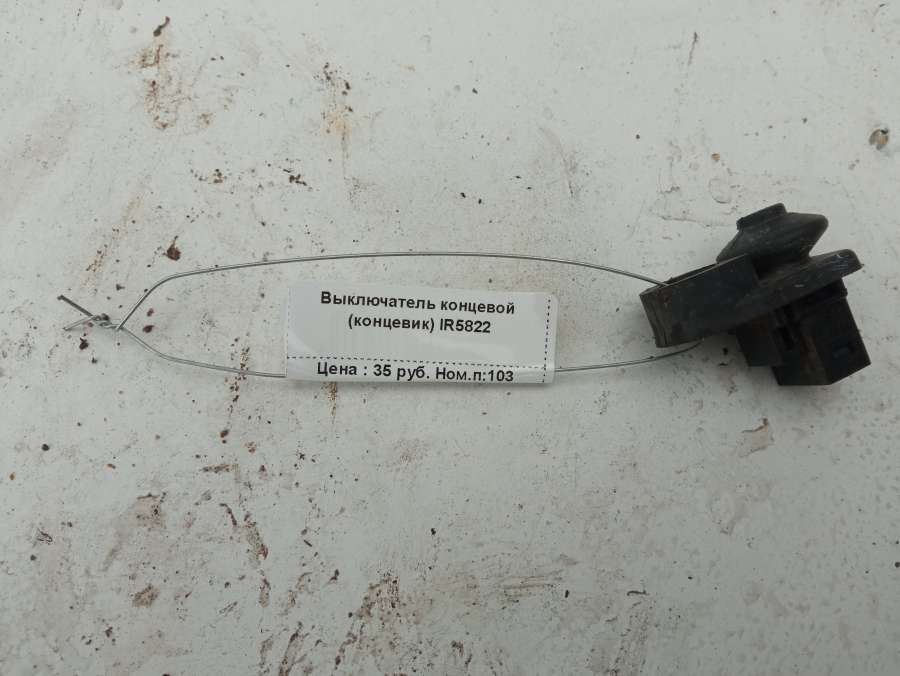 Выключатель концевой
(концевик) IR5822
Цена : 35 руб. Ном.п:103